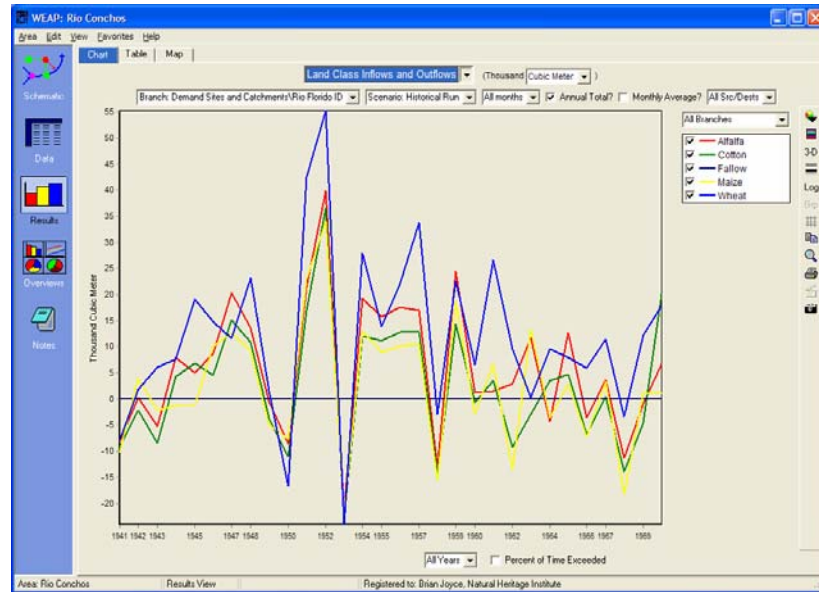 WEAP: Rio Conchos
Area Edit View Favorites Help
Chart Table Map
Land Class Inflows and Outflows (Thousand Cubic Meter )
Branch: Demand Sites and Catchments\Rio Florido ID Scenario: Historical Run All months Annual Total? Monthly Average? All Src/Dests
Schematic
Data
Results
Overviews
Notes
All Branches
Alfalfa
Cotton
Fallow
Maize
Wheat
3-D
Log
Thousand Cubic Meter
55
50
45
40
35
30
25
20
15
10
5
0
-5
-10
-15
-20
1941 1942 1943 1945 1947 1948 1950 1952 1954 1955 1957 1959 1960 1962 1964 1966 1967 1969
All Years Percent of Time Exceeded
Area: Rio Conchos Results View Registered to: Brian Joyce, Natural Heritage Institute